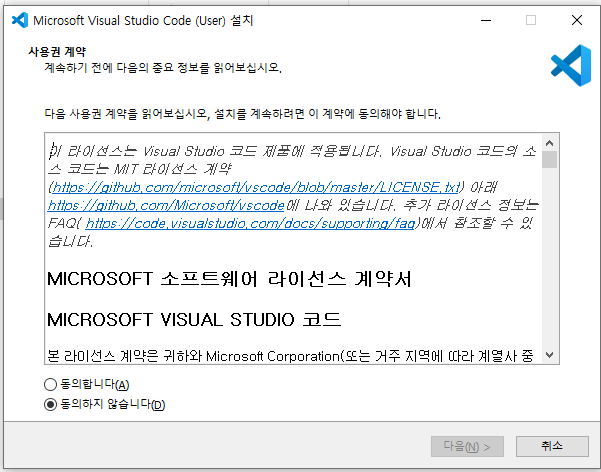 Microsoft Visual Studio Code (User) 설치
사용권 계약
계속하기 전에 다음의 중요 정보를 읽어보십시오.
다음 사용권 계약을 읽어보십시오, 설치를 계속하려면 이 계약에 동의해야 합니다.
이 라이선스는 Visual Studio 코드 제품에 적용됩니다. Visual Studio 코드의 소
스 코드는 MIT 라이선스 계약
(https://github.com/microsoft/vscode/blob/master/LICENSE.txt) 아래
https://github.com/Microsoft/vscode에 나와 있습니다. 추가 라이선스 정보는
FAQ( https://code.visualstudio.com/docs/supporting/faq)에서 참조할 수 있
습니다.
MICROSOFT 소프트웨어 라이선스 계약서
MICROSOFT VISUAL STUDIO 코드
본 라이선스 계약은 귀하와 Microsoft Corporation(또는 거주 지역에 따라 계열사 중
동의합니다(A)
동의하지 않습니다(D)
다음(N) >
취소